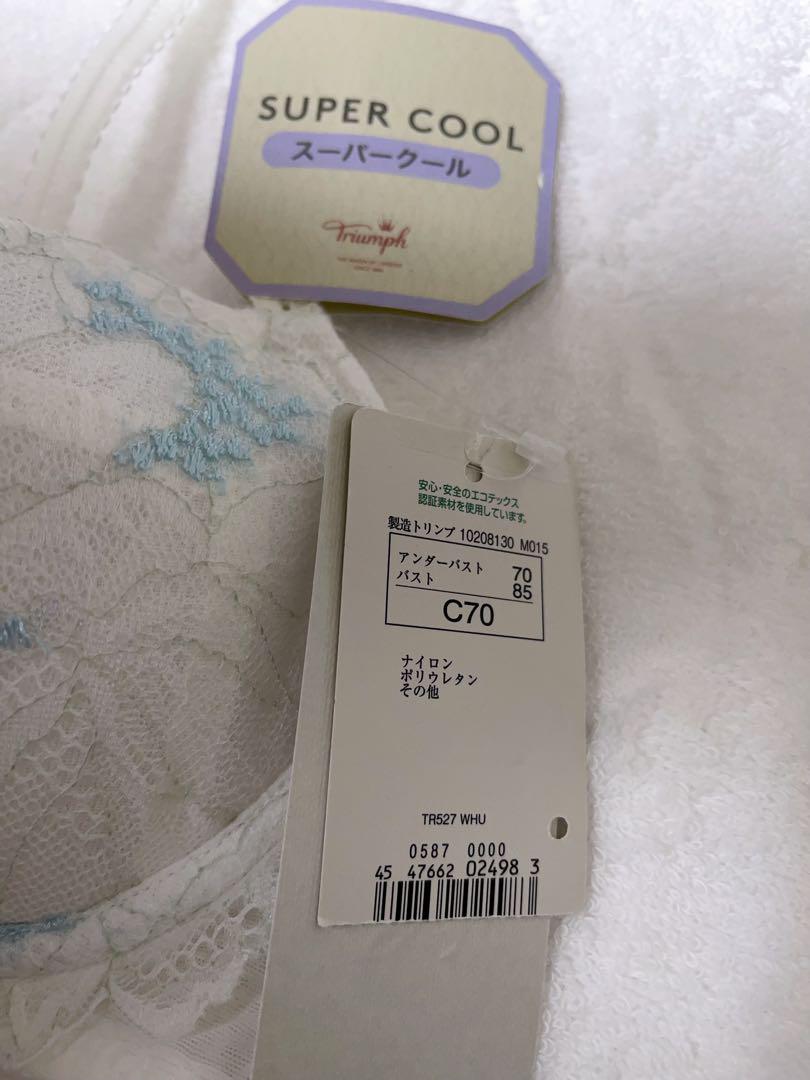 SUPER COOL
スーパークール
Triumph
SINCE 1886
安心・安全のエコテックス
認証素材を使用しています。
製造トリンプ 10208130 M015
アンダーバスト 70
バスト 85
C70
ナイロン
ポリウレタン
その他
TR527 WHU
0587 0000
45 47662 02498 3